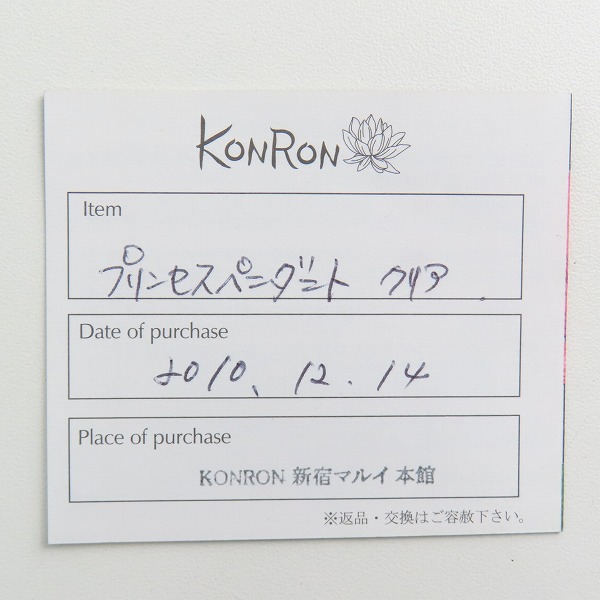 KONRON
Item
プリンセスペンダント クリア
Date of purchase
2010. 12. 14
Place of purchase
KONRON 新宿マルイ 本館
※返品・交換はご容赦下さい。